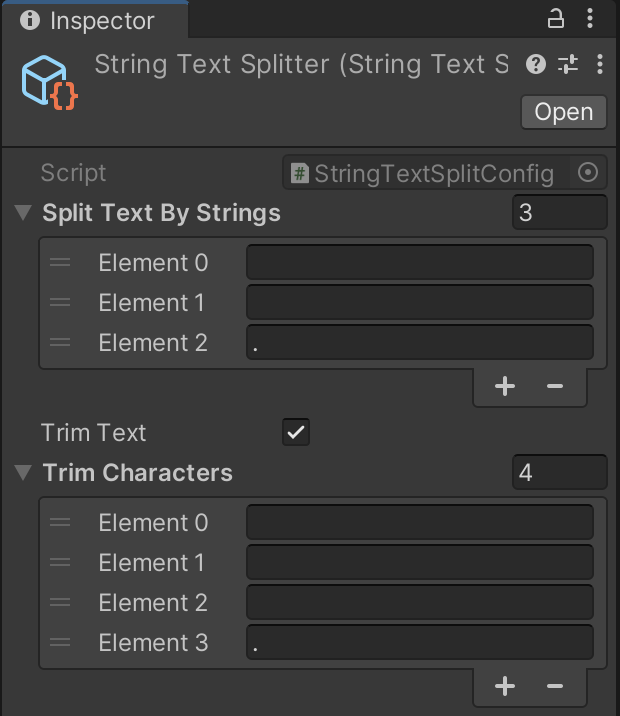 Inspector
String Text Splitter (String Text S
Open
Script # StringTextSplitConfig
Split Text By Strings 3
Element 0
Element 1
Element 2 .
Trim Text
Trim Characters 4
Element 0
Element 1
Element 2
Element 3 .